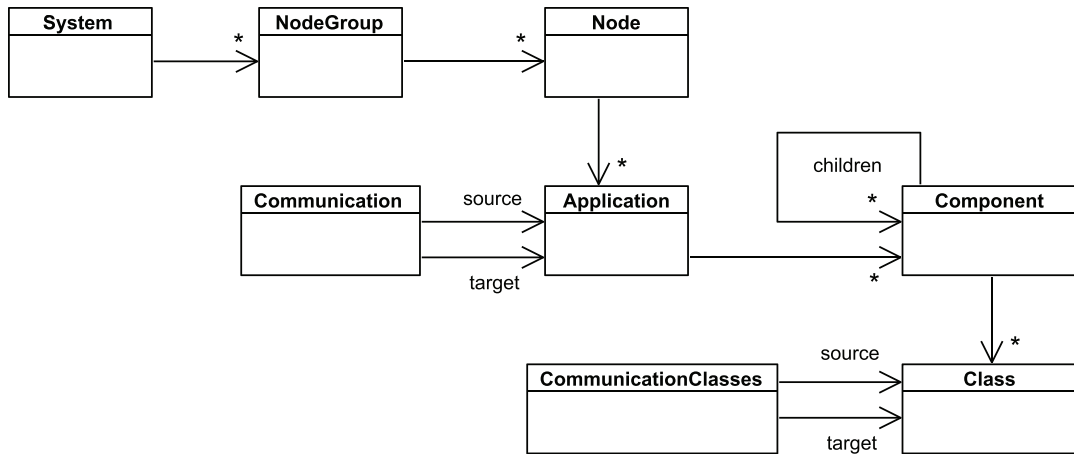 System
NodeGroup
Node
*
*
*
children
Communication
source
Application
*
Component
target
*
*
source
CommunicationClasses
Class
target